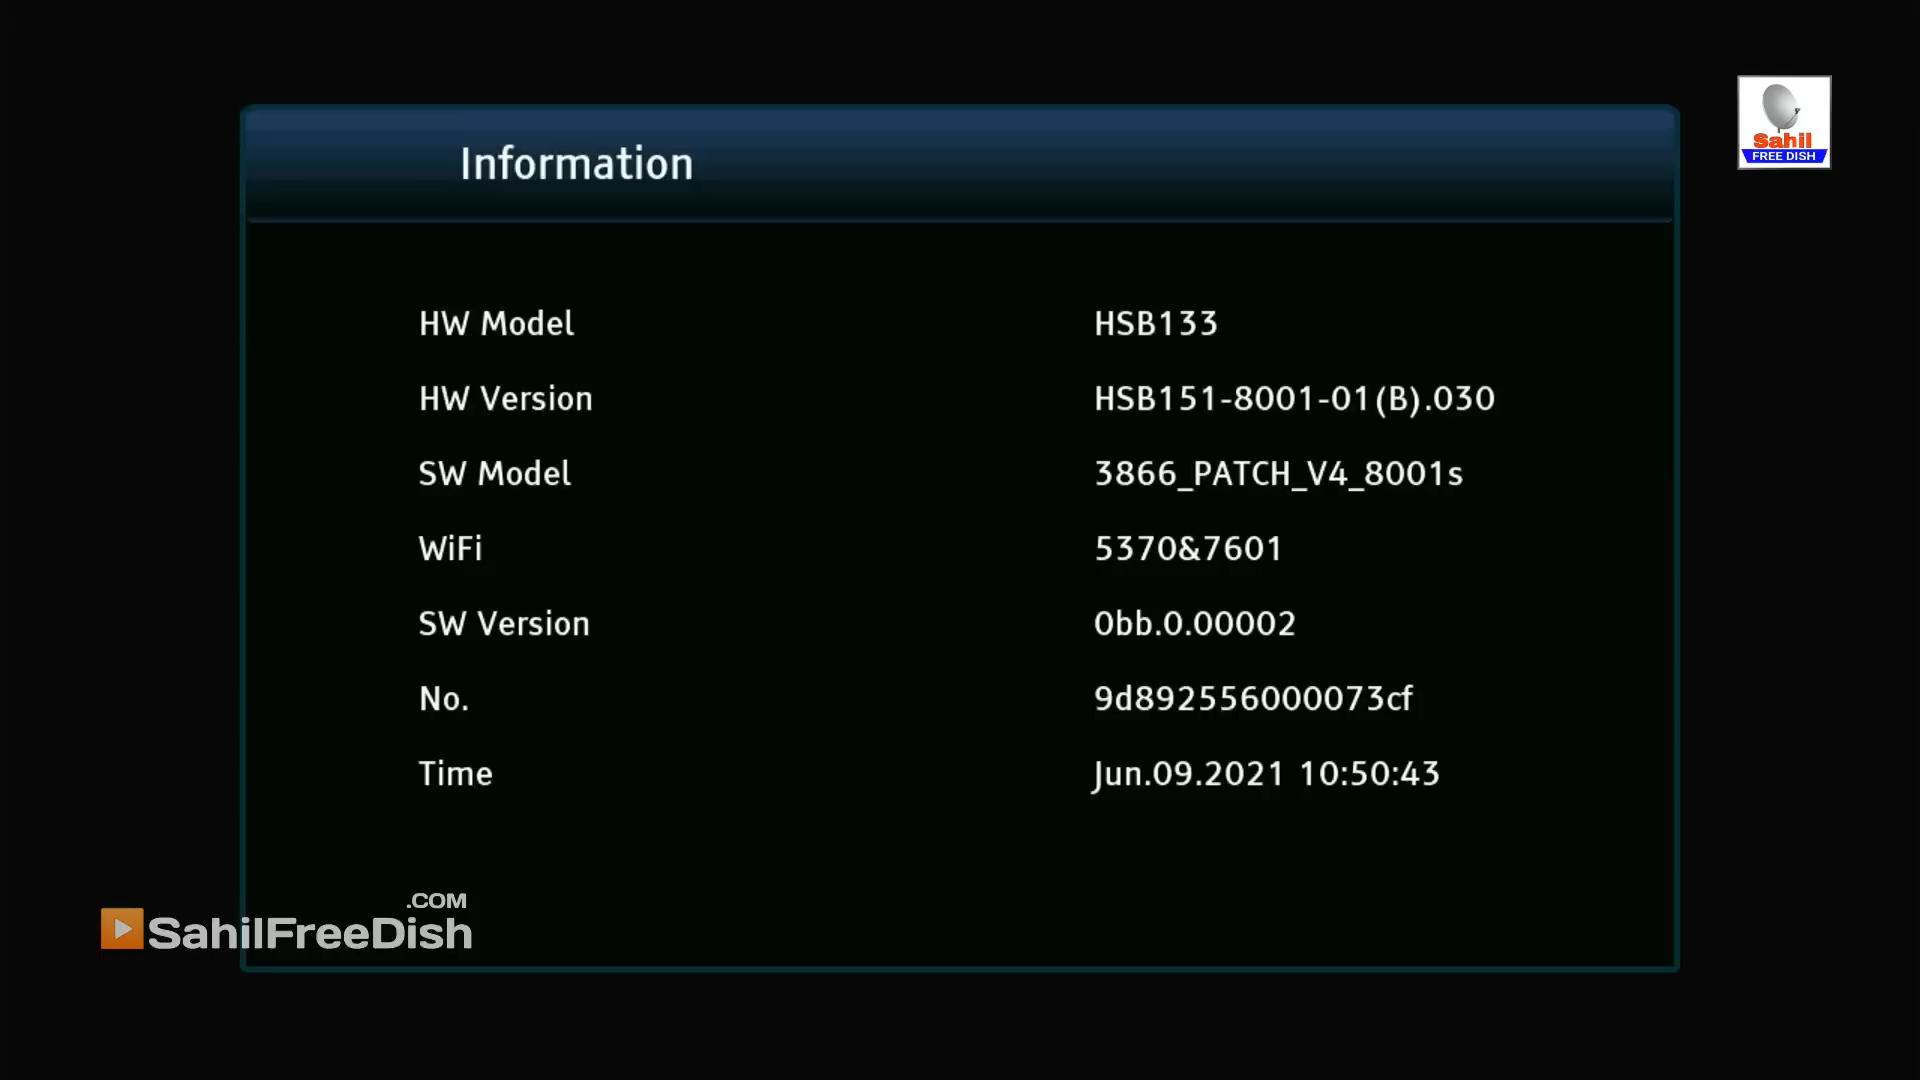 Sahil
FREE DISH
Information
HW Model HSB133
HW Version HSB151-8001-01(B).030
SW Model 3866_PATCH_V4_8001s
WiFi 5370&7601
SW Version 0bb.0.00002
No. 9d892556000073cf
Time Jun.09.2021 10:50:43
.COM
SahilFreeDish